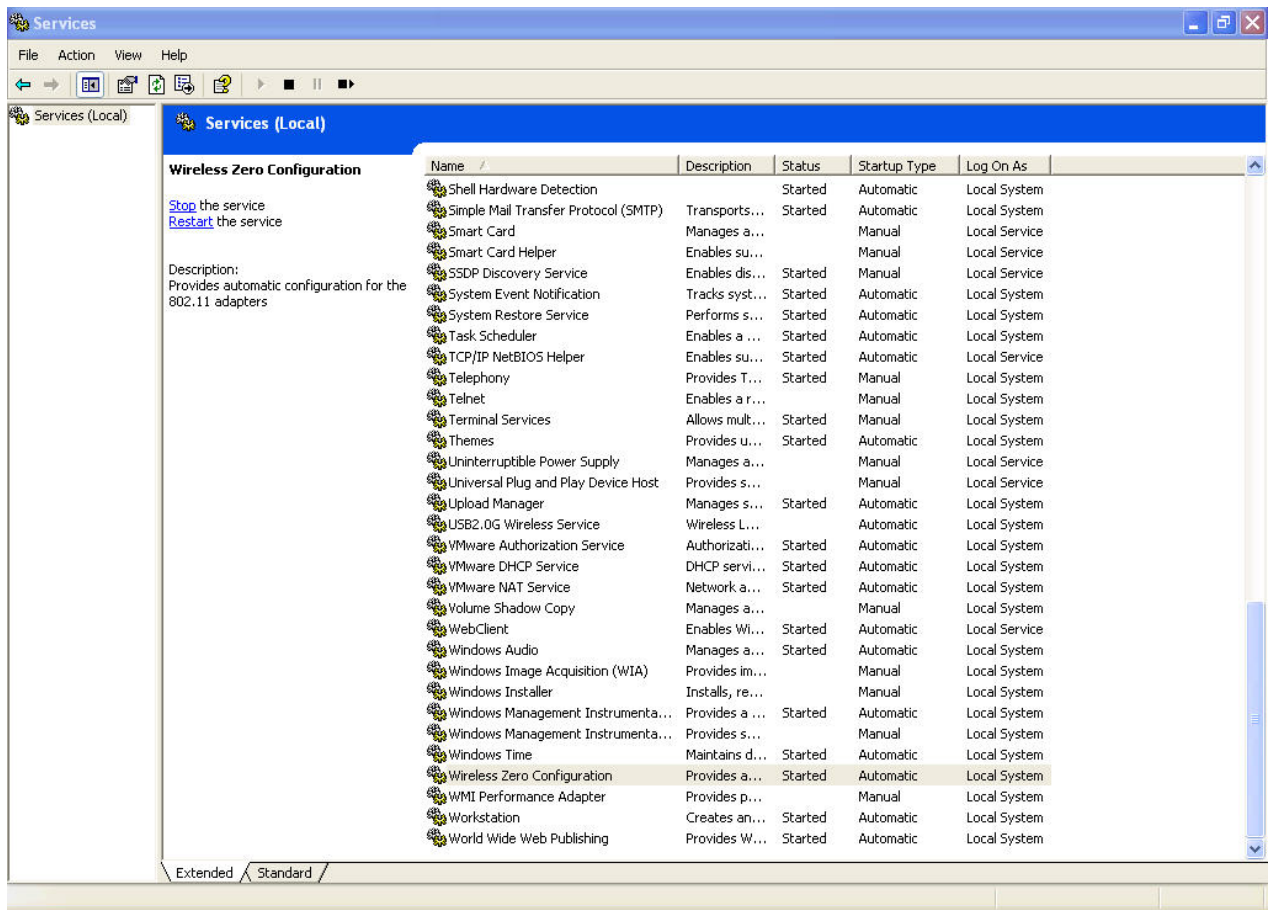 Services
File Action View Help
Services (Local)
Services (Local)
Wireless Zero Configuration
Stop the service
Restart the service
Description:
Provides automatic configuration for the
802.11 adapters
Name Description Status Startup Type Log On As
Shell Hardware Detection Started Automatic Local System
Simple Mail Transfer Protocol (SMTP) Transports... Started Automatic Local System
Smart Card Manages a... Manual Local Service
Smart Card Helper Enables su... Manual Local Service
SSDP Discovery Service Enables dis... Started Manual Local Service
System Event Notification Tracks syst... Started Automatic Local System
System Restore Service Performs s... Started Automatic Local System
Task Scheduler Enables a ... Started Automatic Local System
TCP/IP NetBIOS Helper Enables su... Started Automatic Local Service
Telephony Provides T... Started Manual Local System
Telnet Enables a r... Manual Local System
Terminal Services Allows mult... Started Manual Local System
Themes Provides u... Started Automatic Local System
Uninterruptible Power Supply Manages a... Manual Local Service
Universal Plug and Play Device Host Provides s... Manual Local Service
Upload Manager Manages s... Started Automatic Local System
USB2.0G Wireless Service Wireless L... Automatic Local System
VMware Authorization Service Authorizati... Started Automatic Local System
VMware DHCP Service DHCP servi... Started Automatic Local System
VMware NAT Service Network a... Started Automatic Local System
Volume Shadow Copy Manages a... Manual Local System
WebClient Enables Wi... Started Automatic Local Service
Windows Audio Manages a... Started Automatic Local System
Windows Image Acquisition (WIA) Provides im... Manual Local System
Windows Installer Installs, re... Manual Local System
Windows Management Instrumenta... Provides a ... Started Automatic Local System
Windows Management Instrumenta... Provides s... Manual Local System
Windows Time Maintains d... Started Automatic Local System
Wireless Zero Configuration Provides a... Started Automatic Local System
WMI Performance Adapter Provides p... Manual Local System
Workstation Creates an... Started Automatic Local System
World Wide Web Publishing Provides W... Started Automatic Local System
Extended Standard